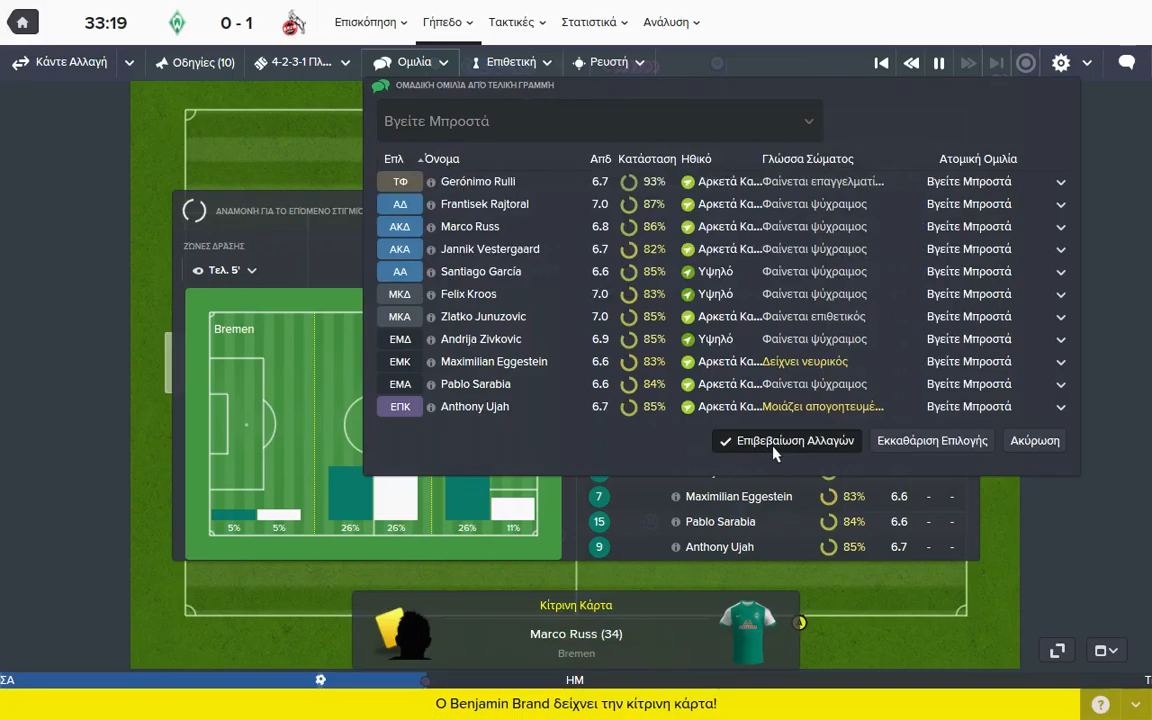 33:19 0 - 1 Επισκόπηση Γήπεδο Τακτικές Στατιστικά Ανάλυση
Κάντε Αλλαγή Οδηγίες (10) 4-2-3-1 Πλ... Ομιλία Επιθετική Ρευστή
ΟΜΑΔΙΚΗ ΟΜΙΛΙΑ ΑΠΟ ΤΕΛΙΚΗ ΓΡΑΜΜΗ
Βγείτε Μπροστά
Επλ Όνομα Απδ Κατάσταση Ηθικό Γλώσσα Σώματος Ατομική Ομιλία
ΤΦ Gerónimo Rulli 6.7 93% Αρκετά Κα... Φαίνεται επαγγελματί... Βγείτε Μπροστά
ΑΔ Frantisek Rajtoral 7.0 87% Αρκετά Κα... Φαίνεται ψύχραιμος Βγείτε Μπροστά
ΑΚΔ Marco Russ 6.8 86% Αρκετά Κα... Φαίνεται ψύχραιμος Βγείτε Μπροστά
ΑΚΑ Jannik Vestergaard 6.7 82% Αρκετά Κα... Φαίνεται ψύχραιμος Βγείτε Μπροστά
ΑΑ Santiago García 6.6 85% Υψηλό Φαίνεται ψύχραιμος Βγείτε Μπροστά
ΜΚΔ Felix Kroos 7.0 83% Υψηλό Φαίνεται ψύχραιμος Βγείτε Μπροστά
ΜΚΑ Zlatko Junuzovic 7.0 85% Αρκετά Κα... Φαίνεται επιθετικός Βγείτε Μπροστά
ΕΜΔ Andrija Zivkovic 6.9 85% Υψηλό Φαίνεται ψύχραιμος Βγείτε Μπροστά
ΕΜΚ Maximilian Eggestein 6.6 83% Αρκετά Κα... Δείχνει νευρικός Βγείτε Μπροστά
ΕΜΑ Pablo Sarabia 6.6 84% Αρκετά Κα... Φαίνεται ψύχραιμος Βγείτε Μπροστά
ΕΠΚ Anthony Ujah 6.7 85% Αρκετά Κα... Μοιάζει απογοητευμέ... Βγείτε Μπροστά
Επιβεβαίωση Αλλαγών Εκκαθάριση Επιλογής Ακύρωση
ΑΝΑΜΟΝΗ ΓΙΑ ΤΟ ΕΠΟΜΕΝΟ ΣΤΙΓΜΙΟ
ΖΩΝΕΣ ΔΡΑΣΗΣ
Τελ. 5'
Bremen
5% 5% 26% 26% 26% 11%
7 Maximilian Eggestein 83% 6.6 - -
15 Pablo Sarabia 84% 6.6 - -
9 Anthony Ujah 85% 6.7 - -
Κίτρινη Κάρτα
Marco Russ (34)
Bremen
ΣΑ ΗΜ Τ
Ο Benjamin Brand δείχνει την κίτρινη κάρτα!